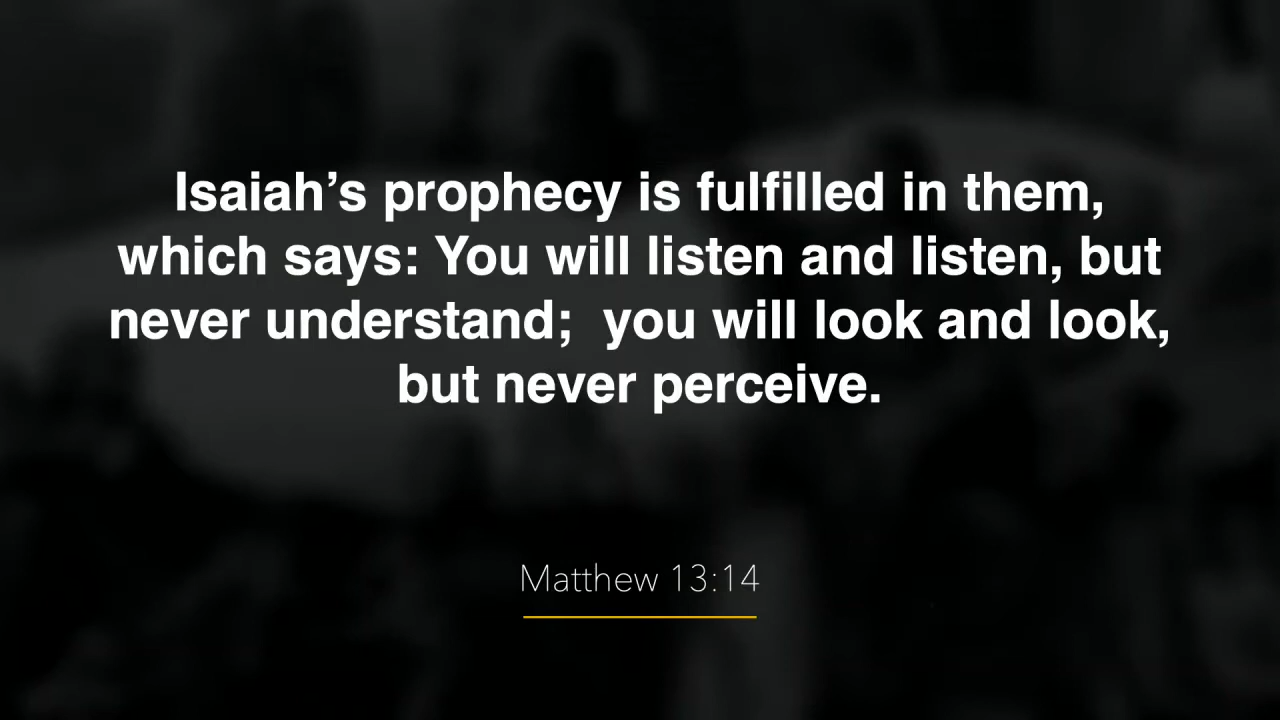 Isaiah’s prophecy is fulfilled in them,
which says: You will listen and listen, but
never understand;  you will look and look,
but never perceive.
Matthew 13:14